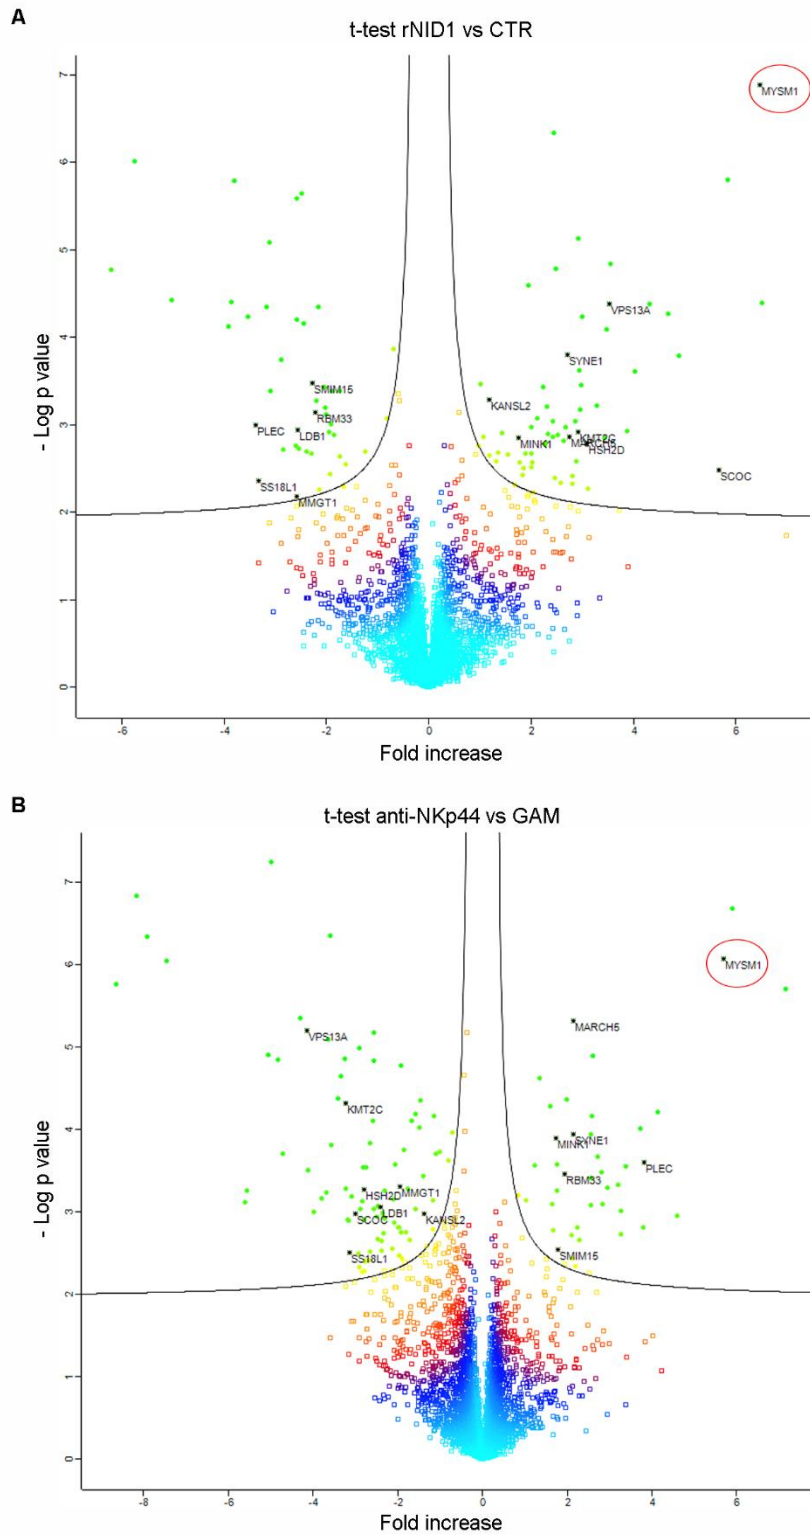 A
t-test rNID1 vs CTR
- Log p value
7
6
5
4
3
2
1
0
MYSM1
VPS13A
SYNE1
SMIM15
KANSL2
RBM33
PLEC
LDB1
MINK1
KMT2C
MARCH5
HSH2D
SCOC
SS18L1
MMGT1
-6
-4
-2
0
2
4
6
Fold increase
B
t-test anti-NKp44 vs GAM
- Log p value
7
6
5
4
3
2
1
0
MYSM1
MARCH5
VPS13A
KMT2C
SYNE1
MINK1
PLEC
RBM33
HSH2D
MMGT1
LDB1
SCOC
KANSL2
SS18L1
SMIM15
-8
-6
-4
-2
0
2
4
6
Fold increase